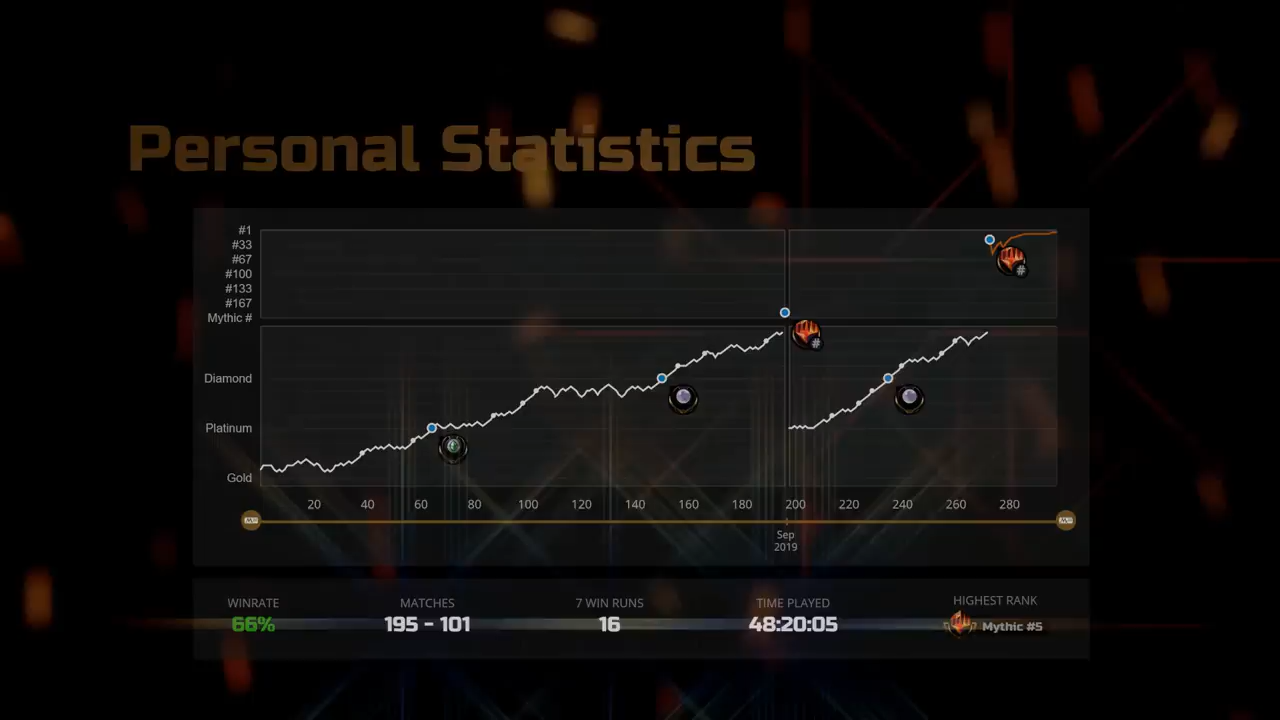 Personal Statistics
#1
#33
#67
#100
#133
#167
Mythic #
#
#
Diamond
Platinum
Gold
20 40 60 80 100 120 140 160 180 200 220 240 260 280
Sep
2019
WINRATE MATCHES 7 WIN RUNS TIME PLAYED HIGHEST RANK
66% 195 - 101 16 48:20:05 Mythic #5